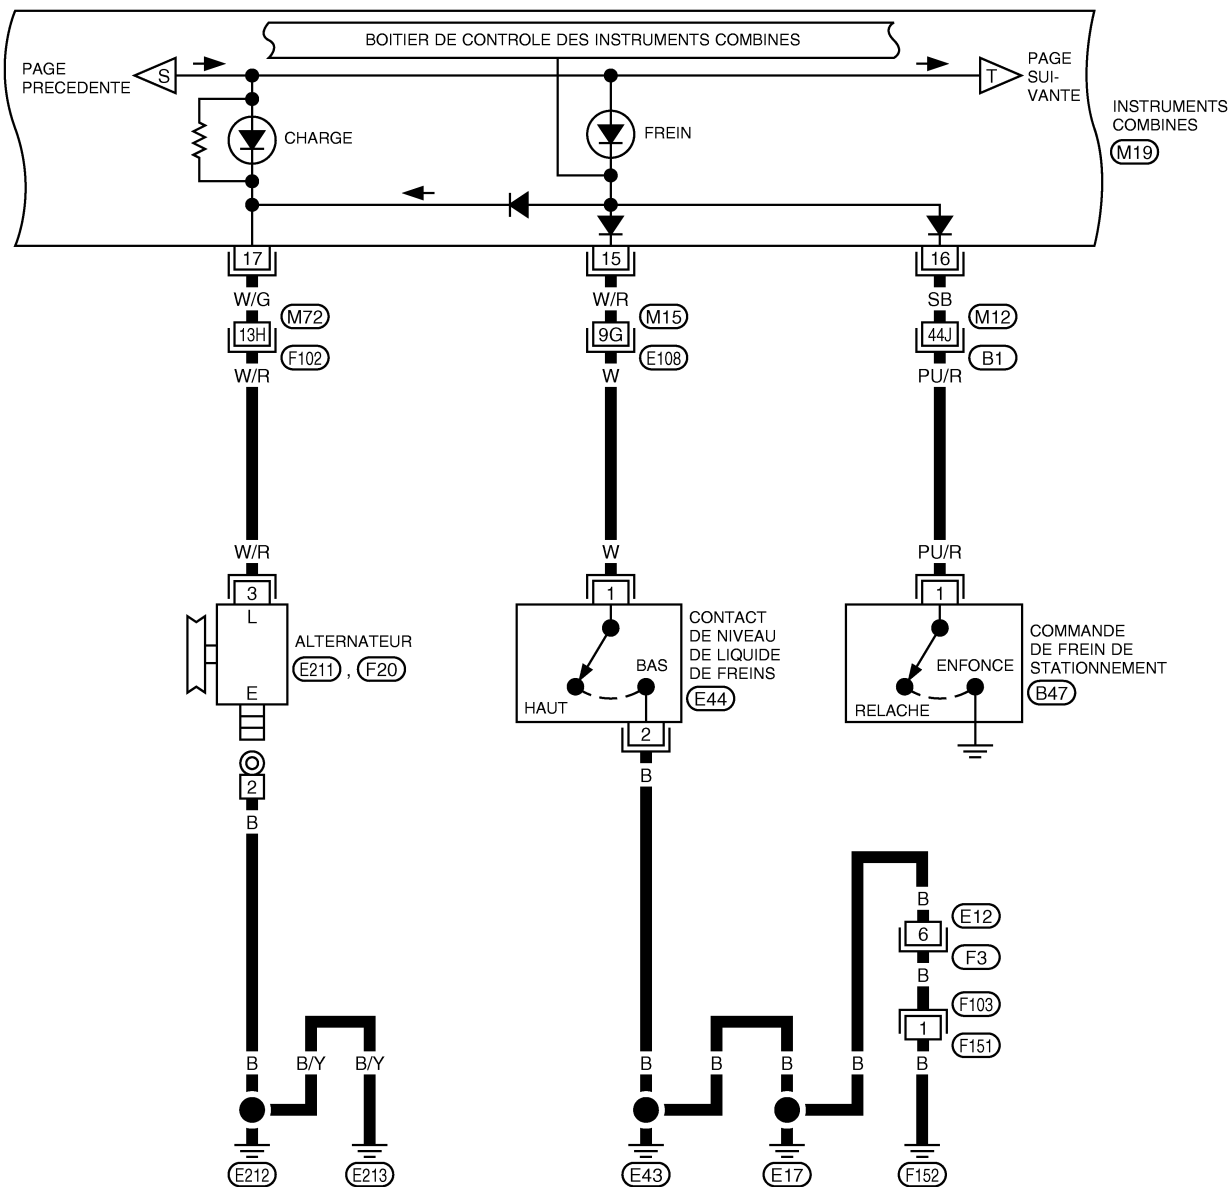 BOITIER DE CONTROLE DES INSTRUMENTS COMBINES
PAGE
PRECEDENTE
S
T
PAGE
SUI-
VANTE
INSTRUMENTS
COMBINES
M19
CHARGE
FREIN
17
15
16
W/G
W/R
SB
M72
M15
M12
13H
9G
44J
F102
E108
B1
W/R
W
PU/R
W/R
W
PU/R
3
1
1
L
ALTERNATEUR
E211 , F20
E
CONTACT
DE NIVEAU
DE LIQUIDE
DE FREINS
E44
BAS
HAUT
COMMANDE
DE FREIN DE
STATIONNEMENT
B47
ENFONCE
RELACHE
2
2
B
B
B
E12
6
F3
B
F103
1
F151
B
B/Y
B/Y
B
B
B
B
B
E212
E213
E43
E17
F152